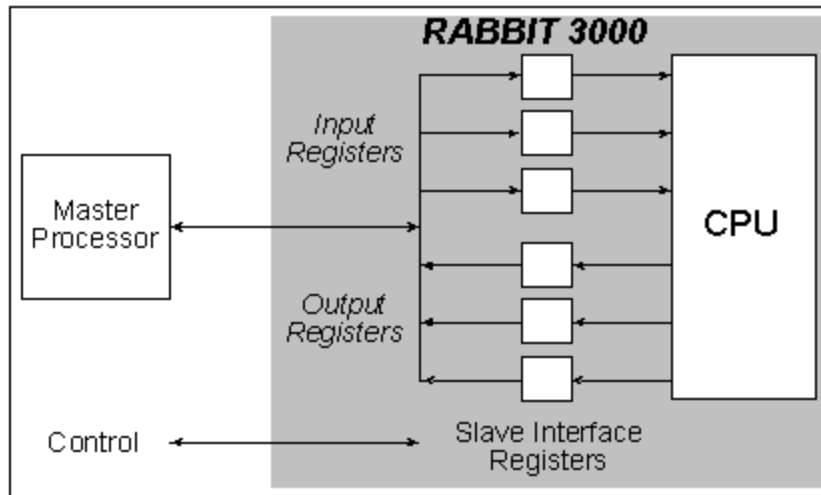 RABBIT 3000
Input
Registers
Master
Processor
CPU
Output
Registers
Control
Slave Interface
Registers